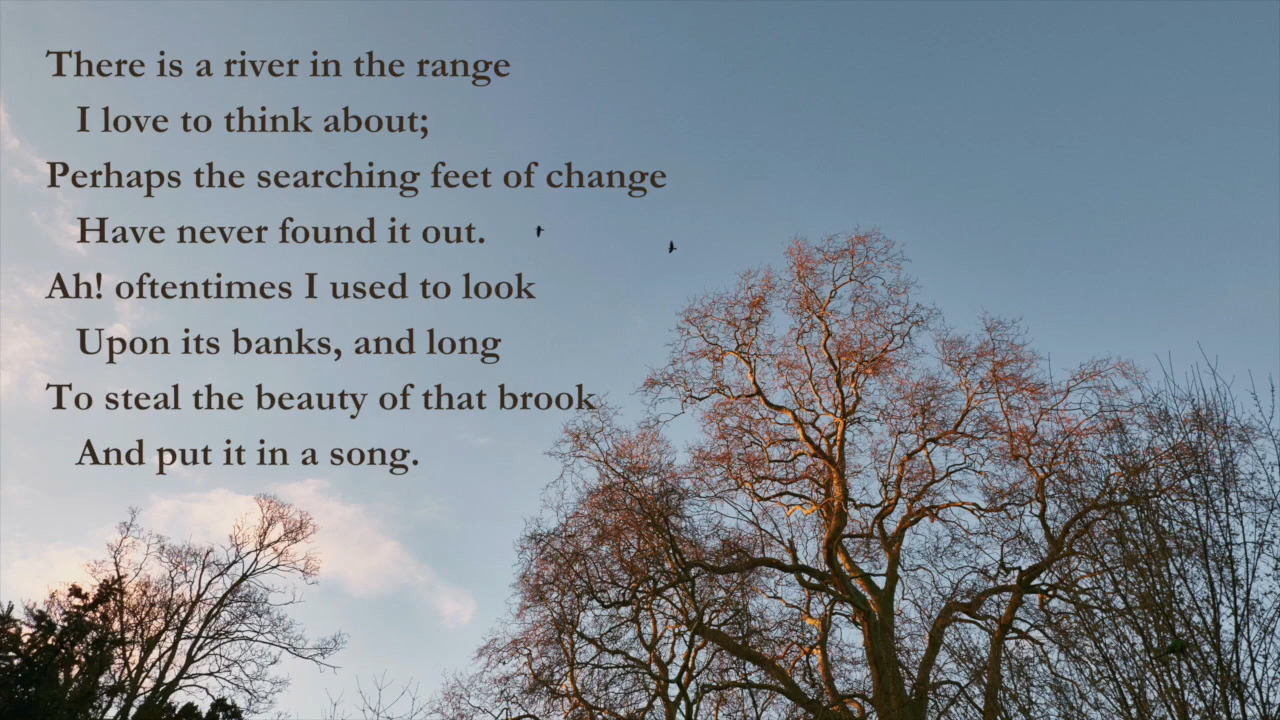 There is a river in the range
I love to think about;
Perhaps the searching feet of change
Have never found it out.
Ah! oftentimes I used to look
Upon its banks, and long
To steal the beauty of that brook
And put it in a song.